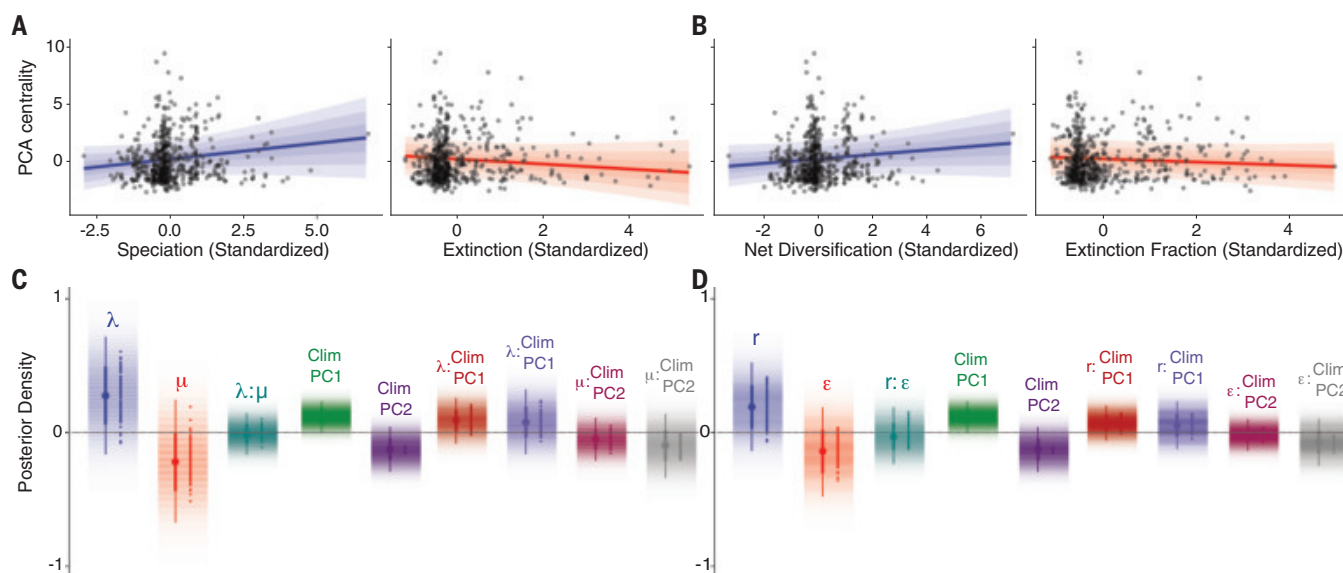 A
B
PCA centrality
10
5
0
-2.5 0.0 2.5 5.0
0 2 4
-2 0 2 4 6
0 2 4
Speciation (Standardized)
Extinction (Standardized)
Net Diversification (Standardized)
Extinction Fraction (Standardized)
C
Posterior Density
1
0
-1
λ
μ
λ:μ
Clim
PC1
Clim
PC2
λ: Clim
PC1
λ: Clim
PC1
μ: Clim
PC2
μ: Clim
PC2
D
1
0
-1
r
ε
r: ε
Clim
PC1
Clim
PC2
r: Clim
PC1
r: Clim
PC1
ε: Clim
PC2
ε: Clim
PC2